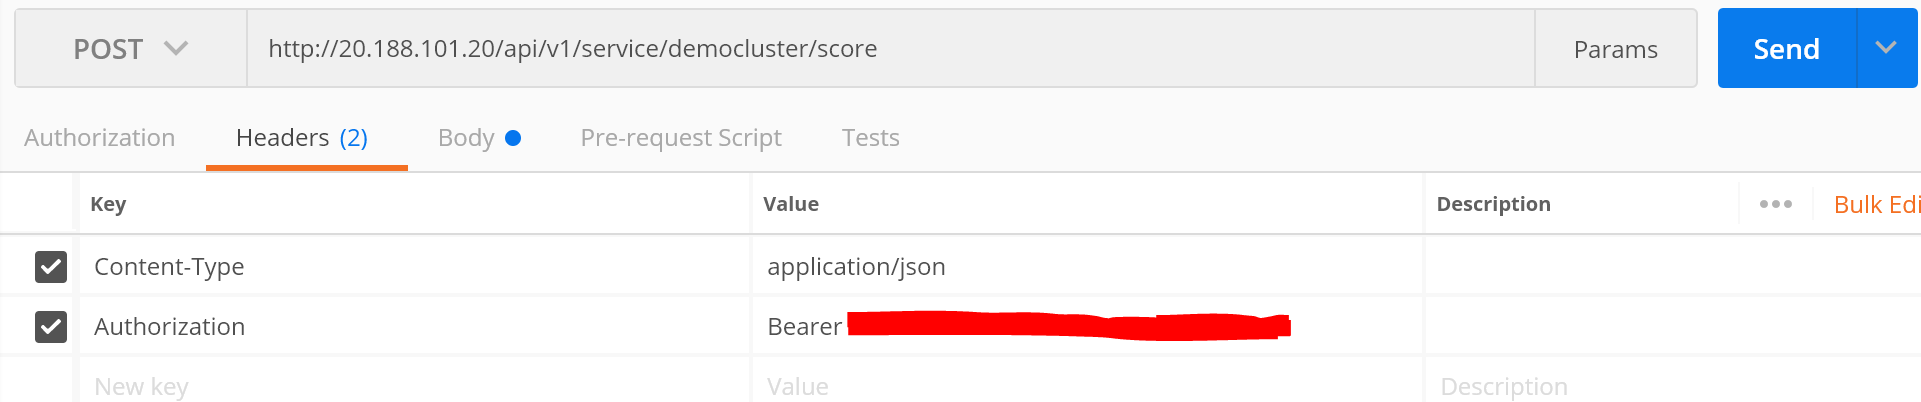 POST http://20.188.101.20/api/v1/service/democluster/score Params Send
Authorization Headers (2) Body Pre-request Script Tests
Key Value Description Bulk Edi
Content-Type application/json
Authorization Bearer
New key Value Description